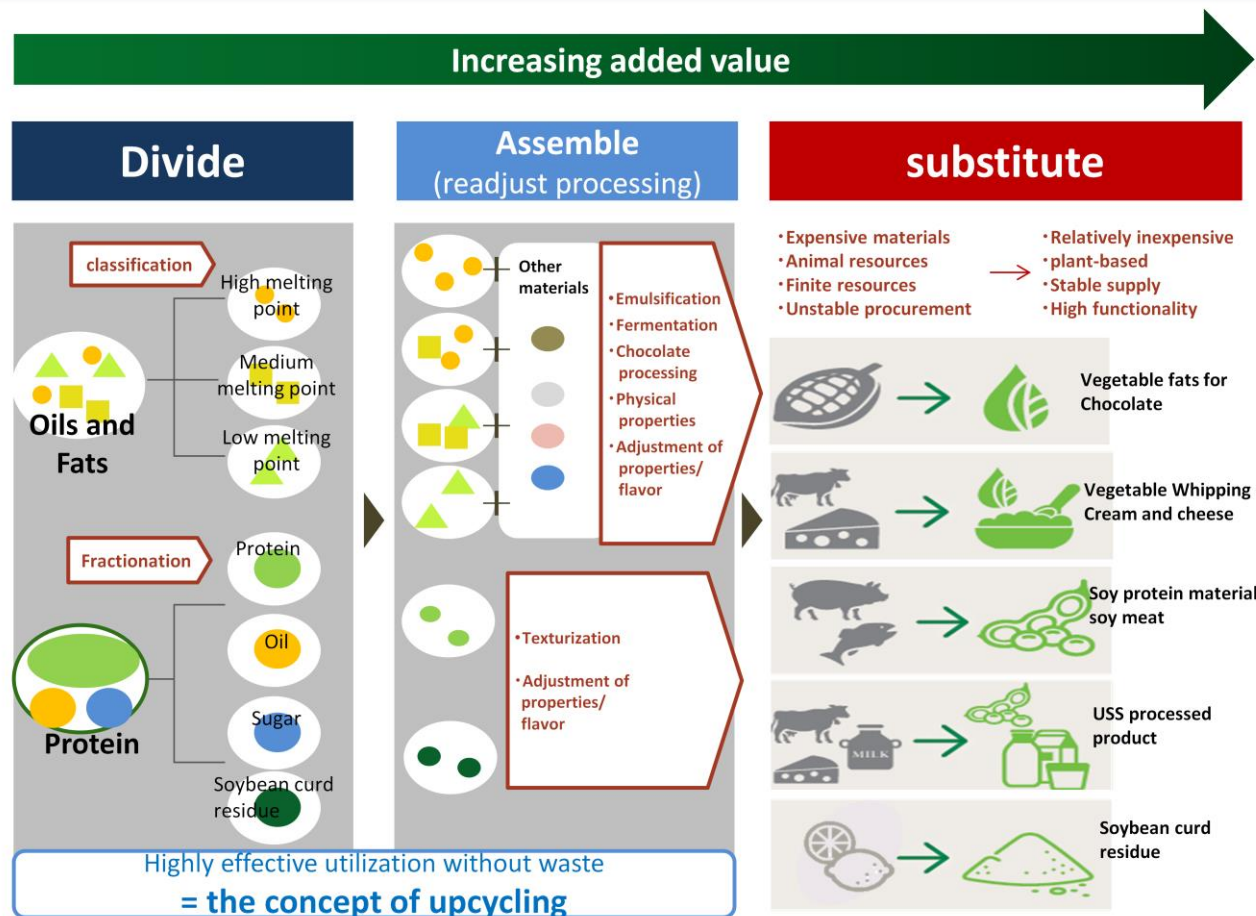 Increasing added value
Divide
classification
High melting
point
Medium
melting point
Low melting
point
Oils and
Fats
Fractionation
Protein
Oil
Sugar
Soybean curd
residue
Protein
Highly effective utilization without waste
= the concept of upcycling
Assemble
(readjust processing)
Other
materials
・Emulsification
・Fermentation
・Chocolate
processing
・Physical
properties
・Adjustment of
properties/
flavor
・Texturization
・Adjustment of
properties/
flavor
substitute
・Expensive materials
・Animal resources
・Finite resources
・Unstable procurement
・Relatively inexpensive
・plant-based
・Stable supply
・High functionality
Vegetable fats for
Chocolate
Vegetable Whipping
Cream and cheese
Soy protein material
soy meat
MILK
USS processed
product
Soybean curd
residue